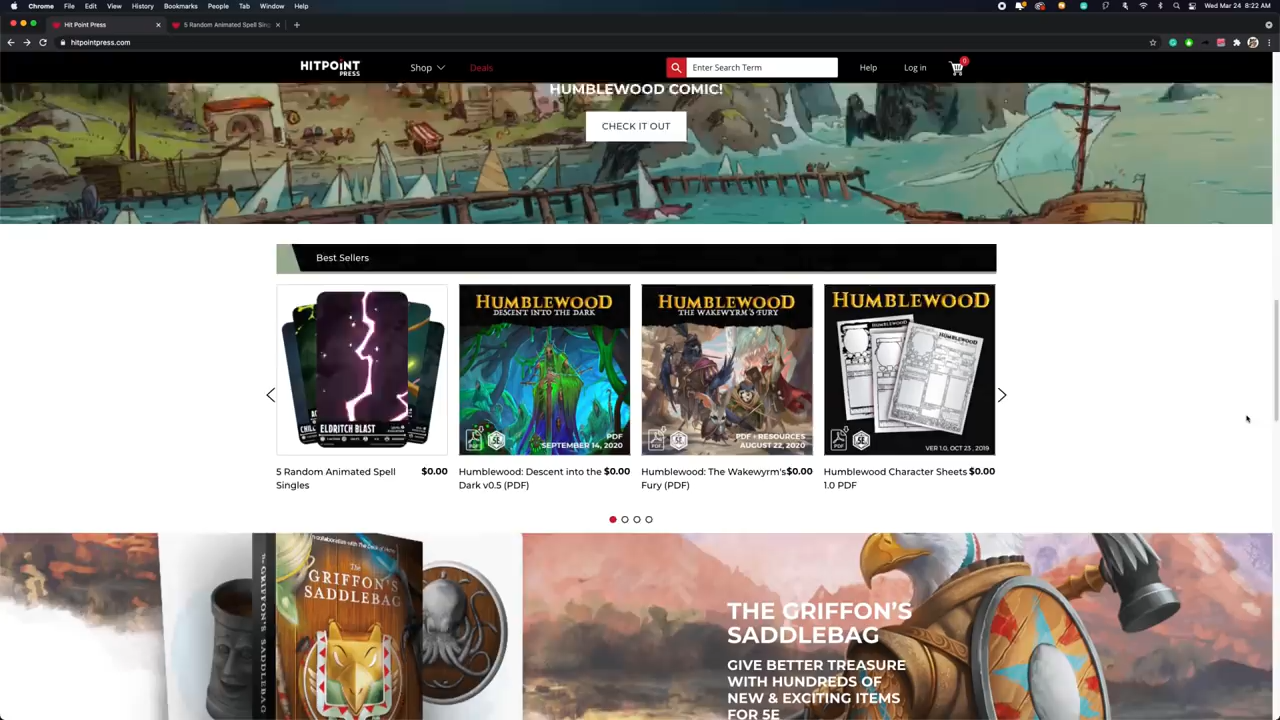 Chrome File Edit View History Bookmarks People Tab Window Help
Wed Mar 24 8:22 AM
Hit Point Press
5 Random Animated Spell Sing
hitpointpress.com
HITPOINT
PRESS
Shop
Deals
Enter Search Term
Help
Log in
0
HUMBLEWOOD COMIC!
CHECK IT OUT
Best Sellers
ELDRITCH BLAST
HUMBLEWOOD
DESCENT INTO THE DARK
PDF
SEPTEMBER 14, 2020
HUMBLEWOOD
THE WAKEWYRM'S FURY
PDF + RESOURCES
AUGUST 22, 2020
HUMBLEWOOD
VER 1.0, OCT 23, 2019
5 Random Animated Spell
Singles
$0.00
Humblewood: Descent into the
Dark v0.5 (PDF)
$0.00
Humblewood: The Wakewyrm's
Fury (PDF)
$0.00
Humblewood Character Sheets
1.0 PDF
$0.00
The
GRIFFON'S
SADDLEBAG
The GRIFFON'S SADDLEBAG
THE GRIFFON'S
SADDLEBAG
GIVE BETTER TREASURE
WITH HUNDREDS OF
NEW & EXCITING ITEMS
FOR 5E